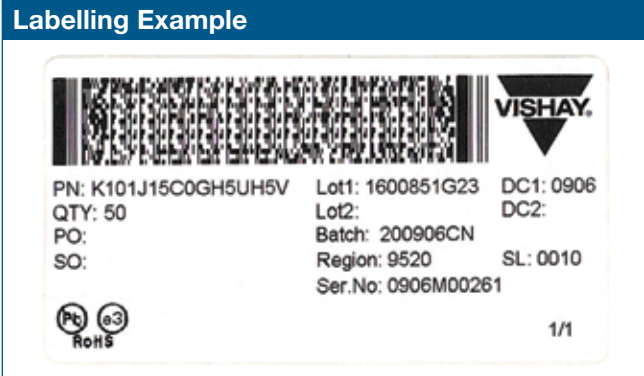 Labelling Example
VISHAY.
PN: K101J15C0GH5UH5V Lot1: 1600851G23 DC1: 0906
QTY: 50 Lot2: DC2:
PO: Batch: 200906CN
SO: Region: 9520 SL: 0010
Ser.No: 0906M00261
Pb e3
RoHS
1/1